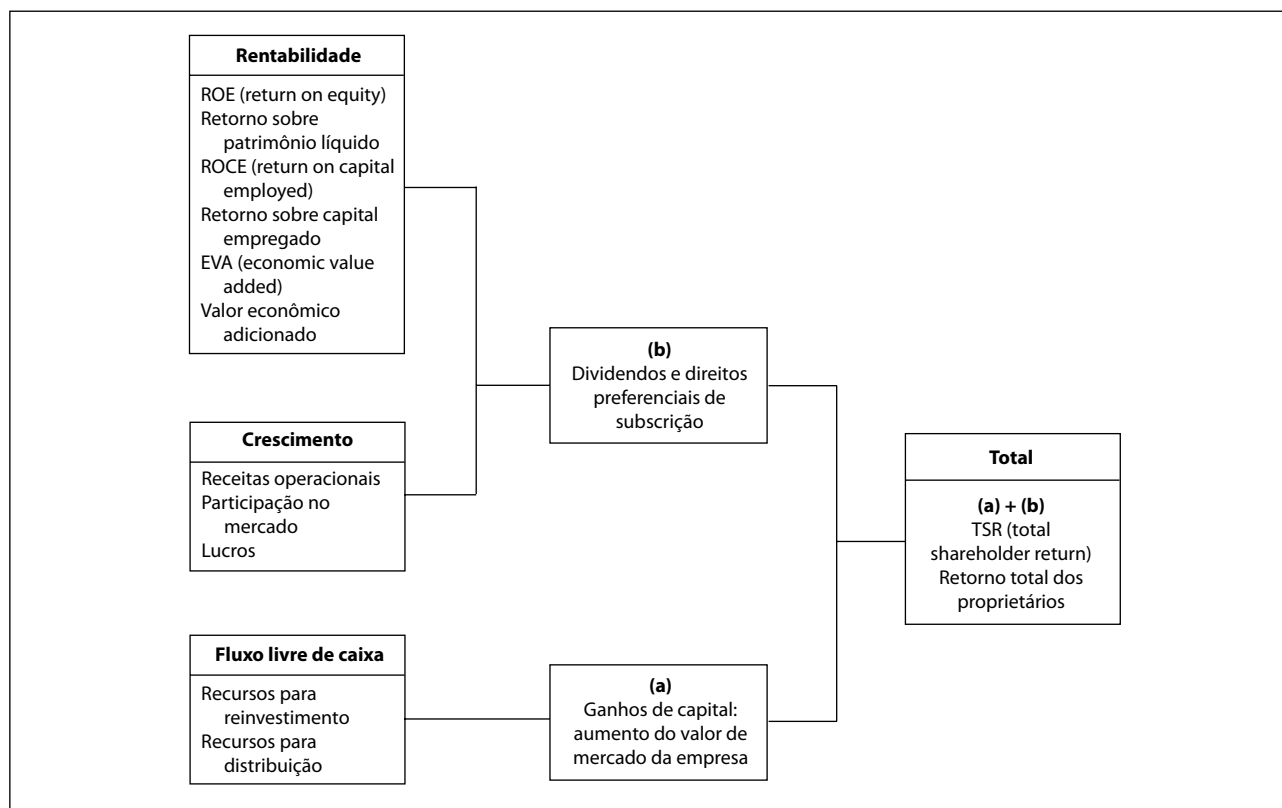 Rentabilidade
ROE (return on equity)
Retorno sobre
patrimônio líquido
ROCE (return on capital
employed)
Retorno sobre capital
empregado
EVA (economic value
added)
Valor econômico
adicionado
Crescimento
Receitas operacionais
Participação no
mercado
Lucros
Fluxo livre de caixa
Recursos para
reinvestimento
Recursos para
distribuição
(b)
Dividendos e direitos
preferenciais de
subscrição
(a)
Ganhos de capital:
aumento do valor de
mercado da empresa
Total
(a) + (b)
TSR (total
shareholder return)
Retorno total dos
proprietários